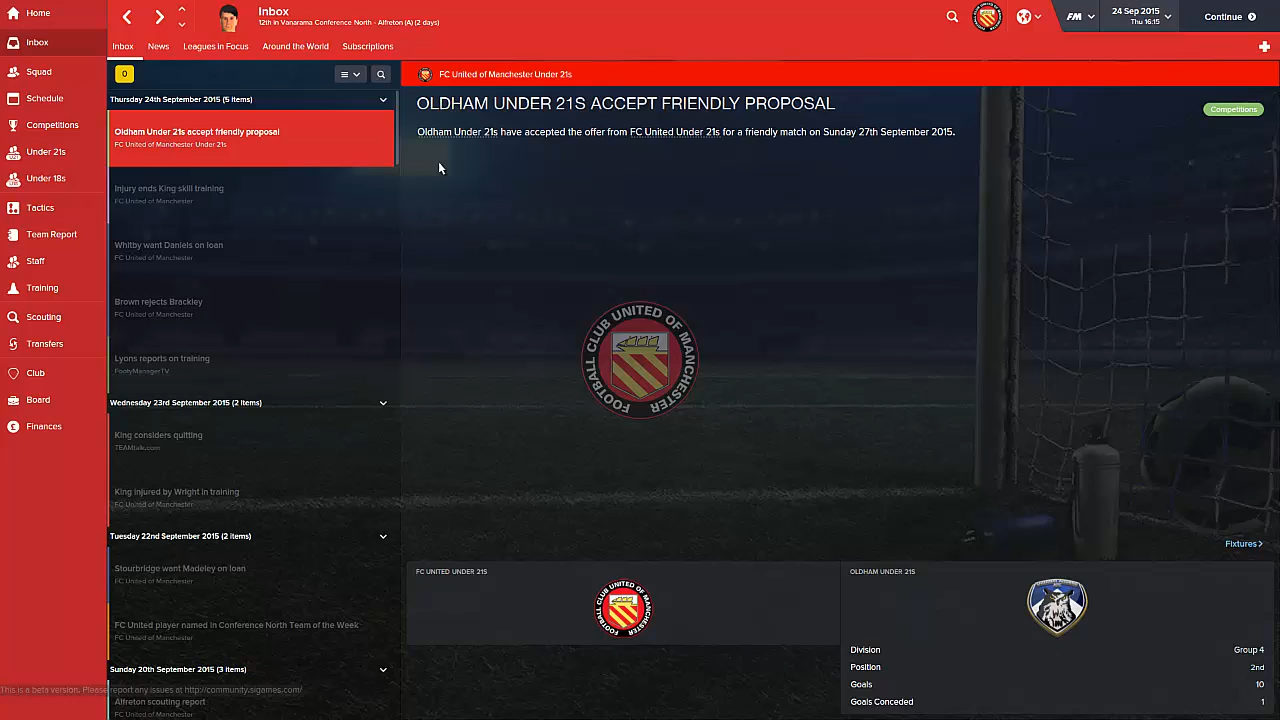 Home
Inbox
Squad
Schedule
Competitions
Under 21s
Under 18s
Tactics
Team Report
Staff
Training
Scouting
Transfers
Club
Board
Finances
Inbox
12th in Vanarama Conference North - Alfreton (A) (2 days)
FM
24 Sep 2015
Thu 16:15
Continue
Inbox
News
Leagues in Focus
Around the World
Subscriptions
0
Thursday 24th September 2015 (5 items)
Oldham Under 21s accept friendly proposal
FC United of Manchester Under 21s
Injury ends King skill training
FC United of Manchester
Whitby want Daniels on loan
FC United of Manchester
Brown rejects Brackley
FC United of Manchester
Lyons reports on training
FootyManagerTV
Wednesday 23rd September 2015 (2 items)
King considers quitting
TEAMtalk.com
King injured by Wright in training
FC United of Manchester
Tuesday 22nd September 2015 (2 items)
Stourbridge want Madeley on loan
FC United of Manchester
FC United player named in Conference North Team of the Week
FC United of Manchester
Sunday 20th September 2015 (3 items)
This is a beta version. Please report any issues at http://community.sigames.com/
Alfreton scouting report
FC United of Manchester
FC United of Manchester Under 21s
OLDHAM UNDER 21S ACCEPT FRIENDLY PROPOSAL
Competitions
Oldham Under 21s have accepted the offer from FC United Under 21s for a friendly match on Sunday 27th September 2015.
FOOTBALL CLUB UNITED OF MANCHESTER
Fixtures >
FC UNITED UNDER 21S
FOOTBALL CLUB UNITED OF MANCHESTER
OLDHAM UNDER 21S
Division Group 4
Position 2nd
Goals 10
Goals Conceded 1